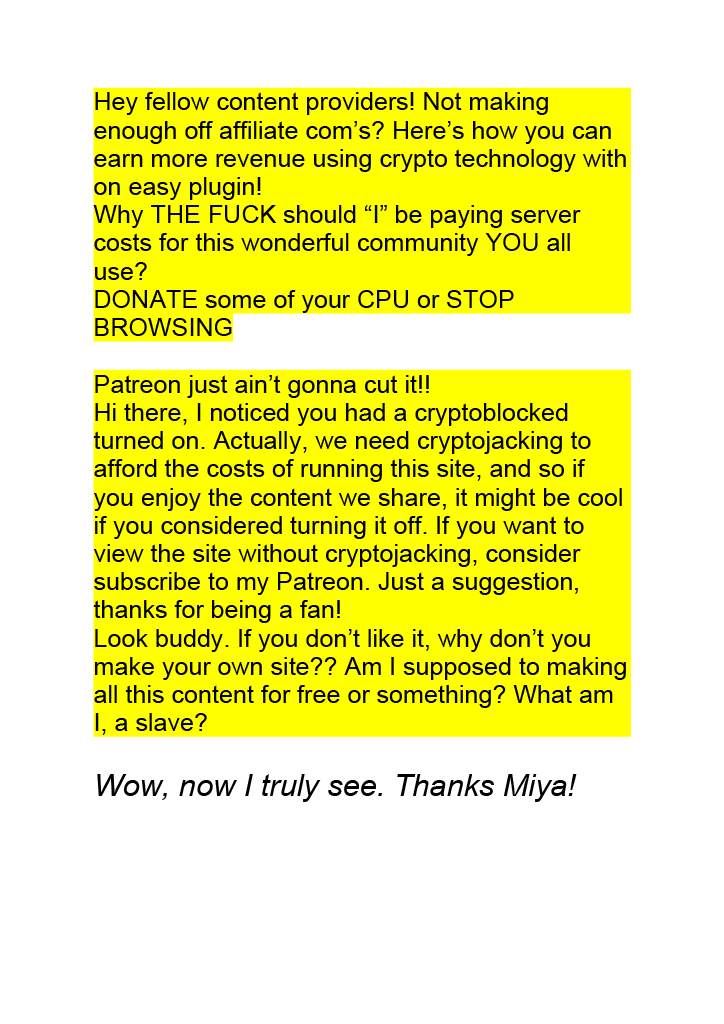 Hey fellow content providers! Not making
enough off affiliate com’s? Here’s how you can
earn more revenue using crypto technology with
on easy plugin!
Why THE FUCK should “I” be paying server
costs for this wonderful community YOU all
use?
DONATE some of your CPU or STOP
BROWSING
Patreon just ain’t gonna cut it!!
Hi there, I noticed you had a cryptoblocked
turned on. Actually, we need cryptojacking to
afford the costs of running this site, and so if
you enjoy the content we share, it might be cool
if you considered turning it off. If you want to
view the site without cryptojacking, consider
subscribe to my Patreon. Just a suggestion,
thanks for being a fan!
Look buddy. If you don’t like it, why don’t you
make your own site?? Am I supposed to making
all this content for free or something? What am
I, a slave?
Wow, now I truly see. Thanks Miya!